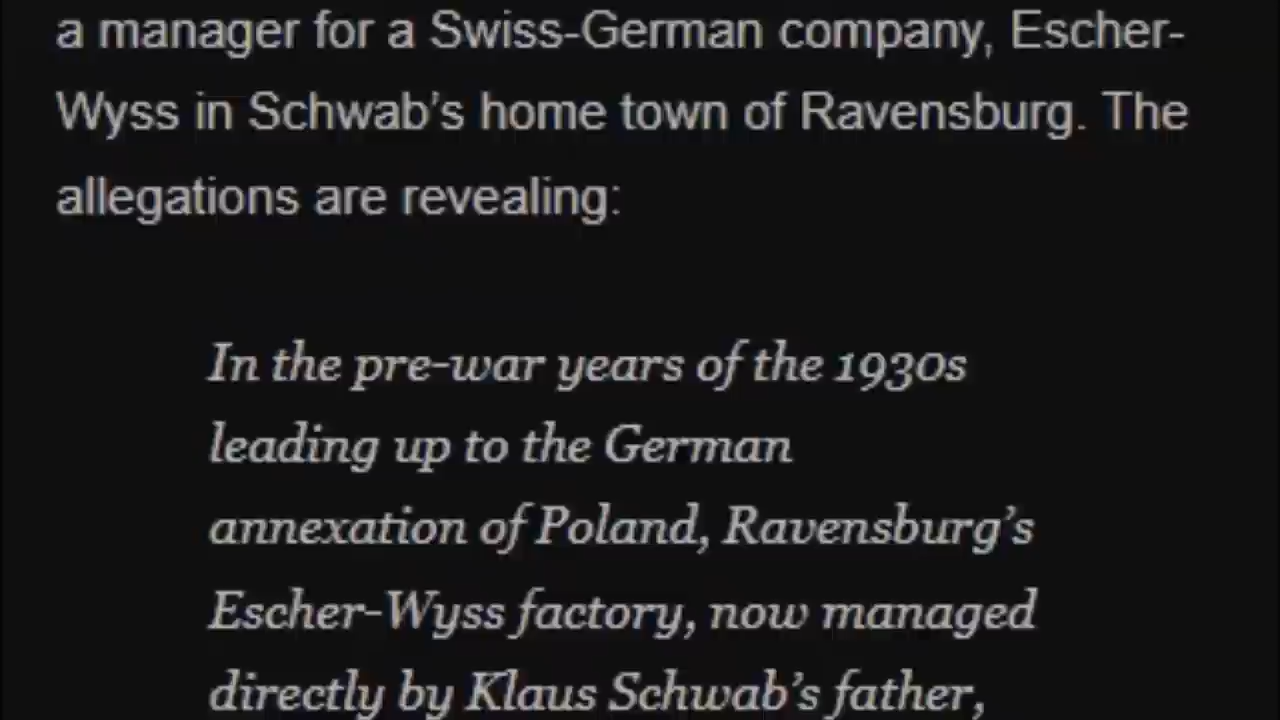 a manager for a Swiss-German company, Escher-
Wyss in Schwab’s home town of Ravensburg. The
allegations are revealing:
In the pre-war years of the 1930s
leading up to the German
annexation of Poland, Ravensburg’s
Escher-Wyss factory, now managed
directly by Klaus Schwab’s father,